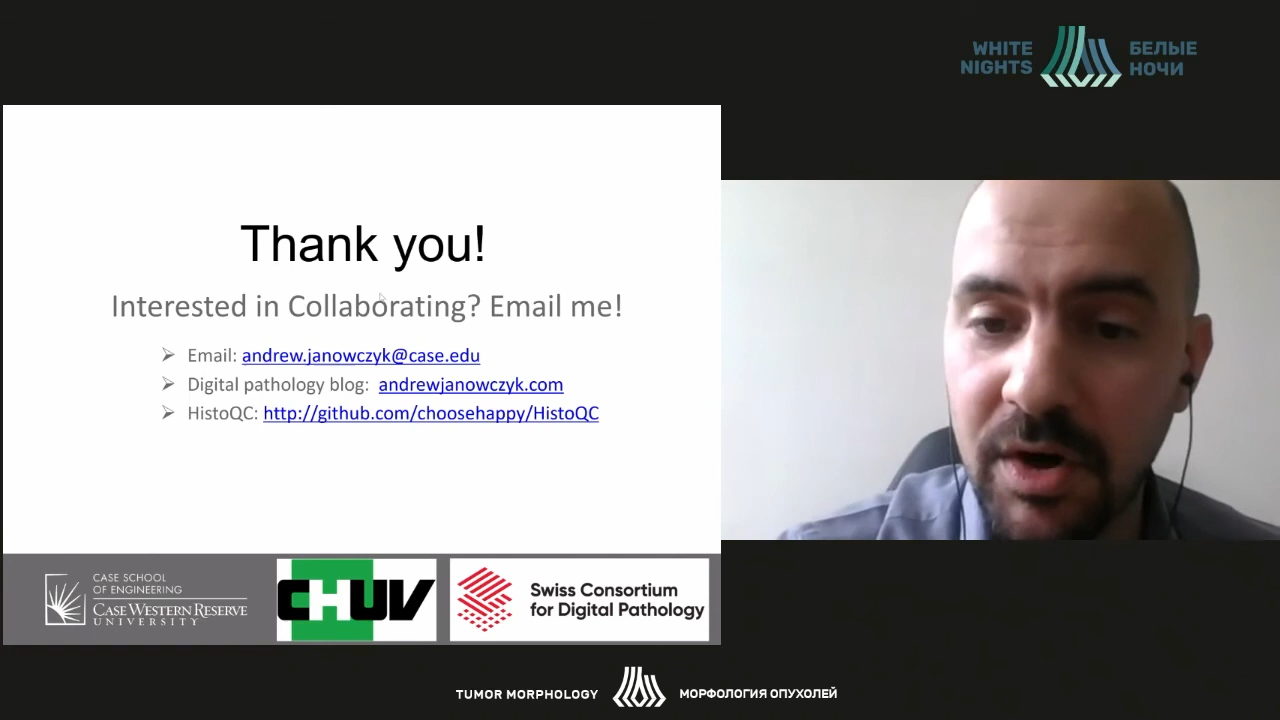 WHITE
NIGHTS
БЕЛЫЕ
НОЧИ
Thank you!
Interested in Collaborating? Email me!
Email: andrew.janowczyk@case.edu
Digital pathology blog: andrewjanowczyk.com
HistoQC: http://github.com/choosehappy/HistoQC
CASE SCHOOL
OF ENGINEERING
CASE WESTERN RESERVE
UNIVERSITY
CHUV
Swiss Consortium
for Digital Pathology
TUMOR MORPHOLOGY
МОРФОЛОГИЯ ОПУХОЛЕЙ